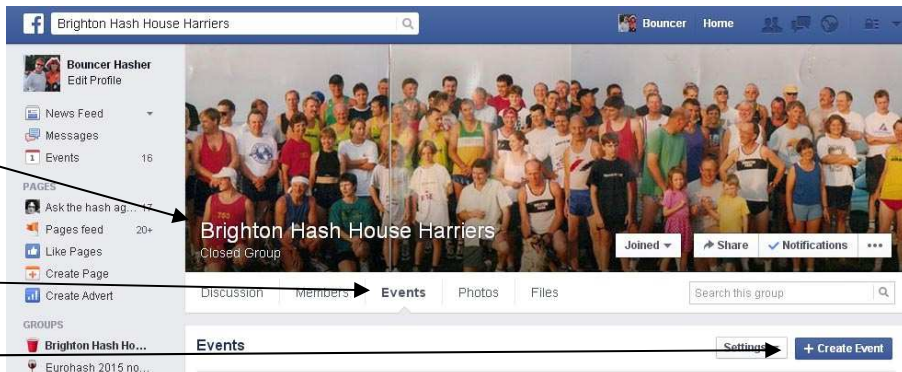 Brighton Hash House Harriers
Bouncer Home
Bouncer Hasher
Edit Profile
News Feed
Messages
Events 16
PAGES
Ask the hash ag... 17
Pages feed 20+
Like Pages
Create Page
Create Advert
GROUPS
Brighton Hash Ho...
Eurohash 2015 no...
Brighton Hash House Harriers
Closed Group
Joined Share Notifications
Discussion Members Events Photos Files Search this group
Events Settings + Create Event